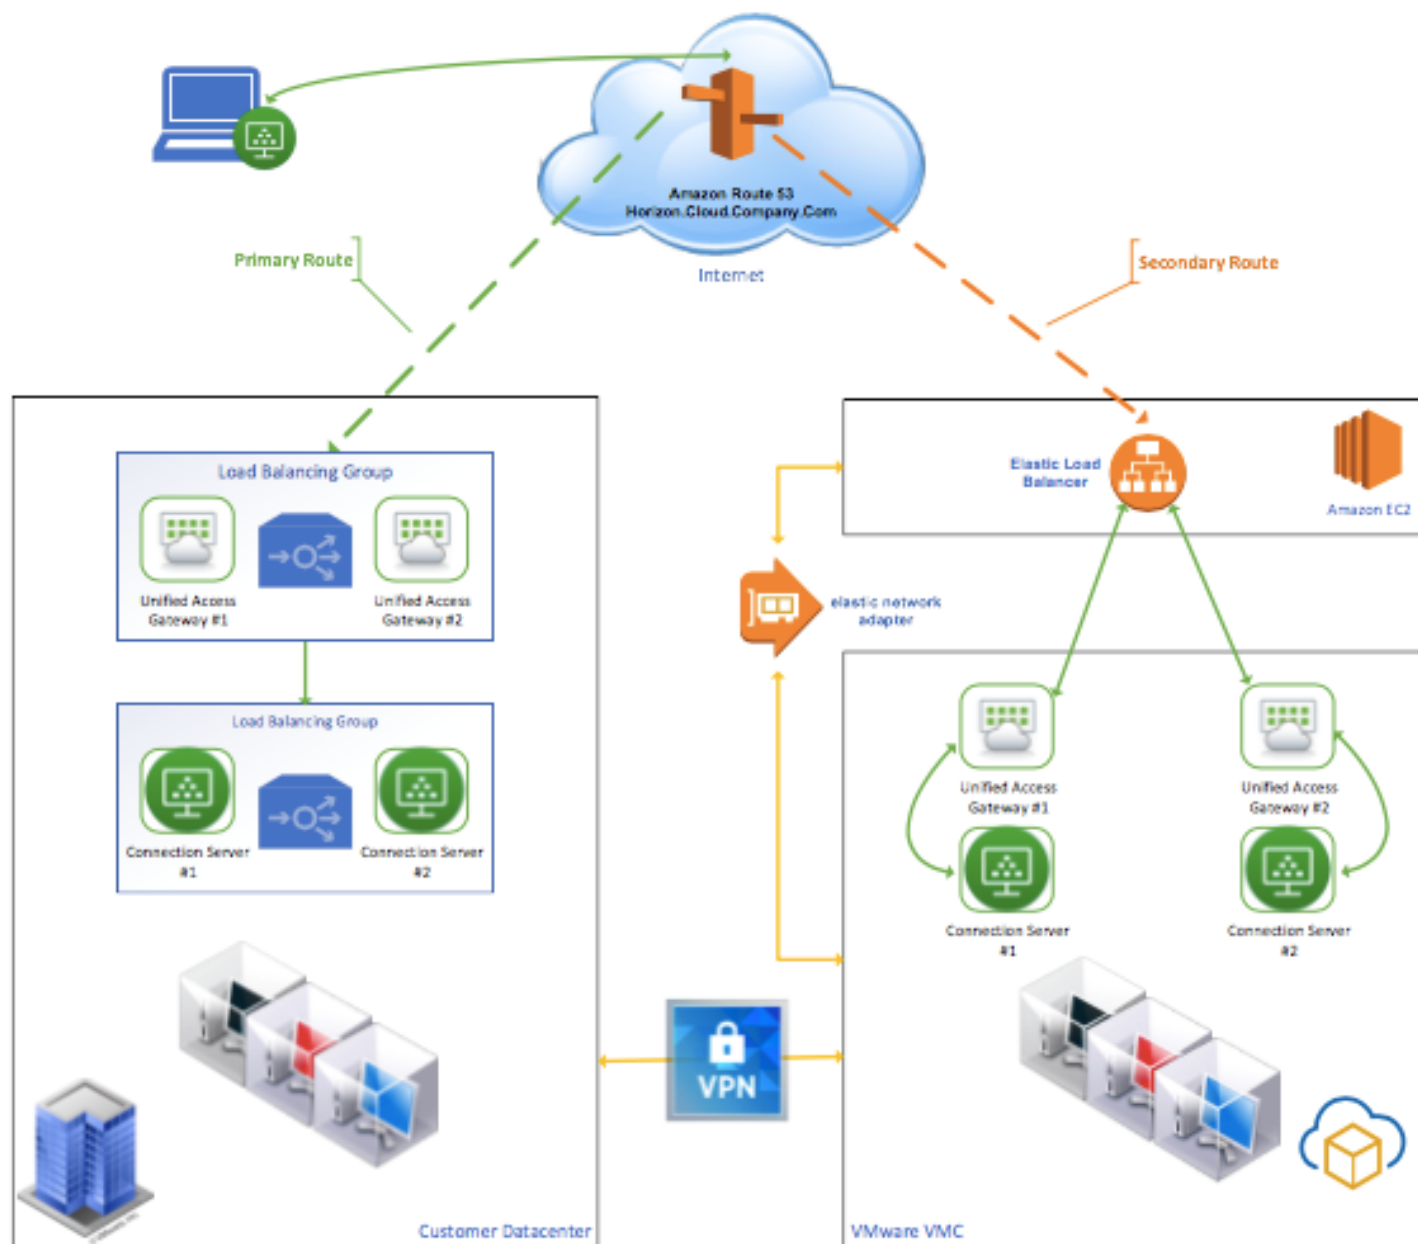 Amazon Route 53
Horizon.Cloud.Company.Com
Internet
Primary Route
Secondary Route
Load Balancing Group
Unified Access
Gateway #1
Unified Access
Gateway #2
Load Balancing Group
Connection Server
#1
Connection Server
#2
Customer Datacenter
VPN
elastic network
adapter
Elastic Load
Balancer
Amazon EC2
Unified Access
Gateway #1
Unified Access
Gateway #2
Connection Server
#1
Connection Server
#2
VMware VMC